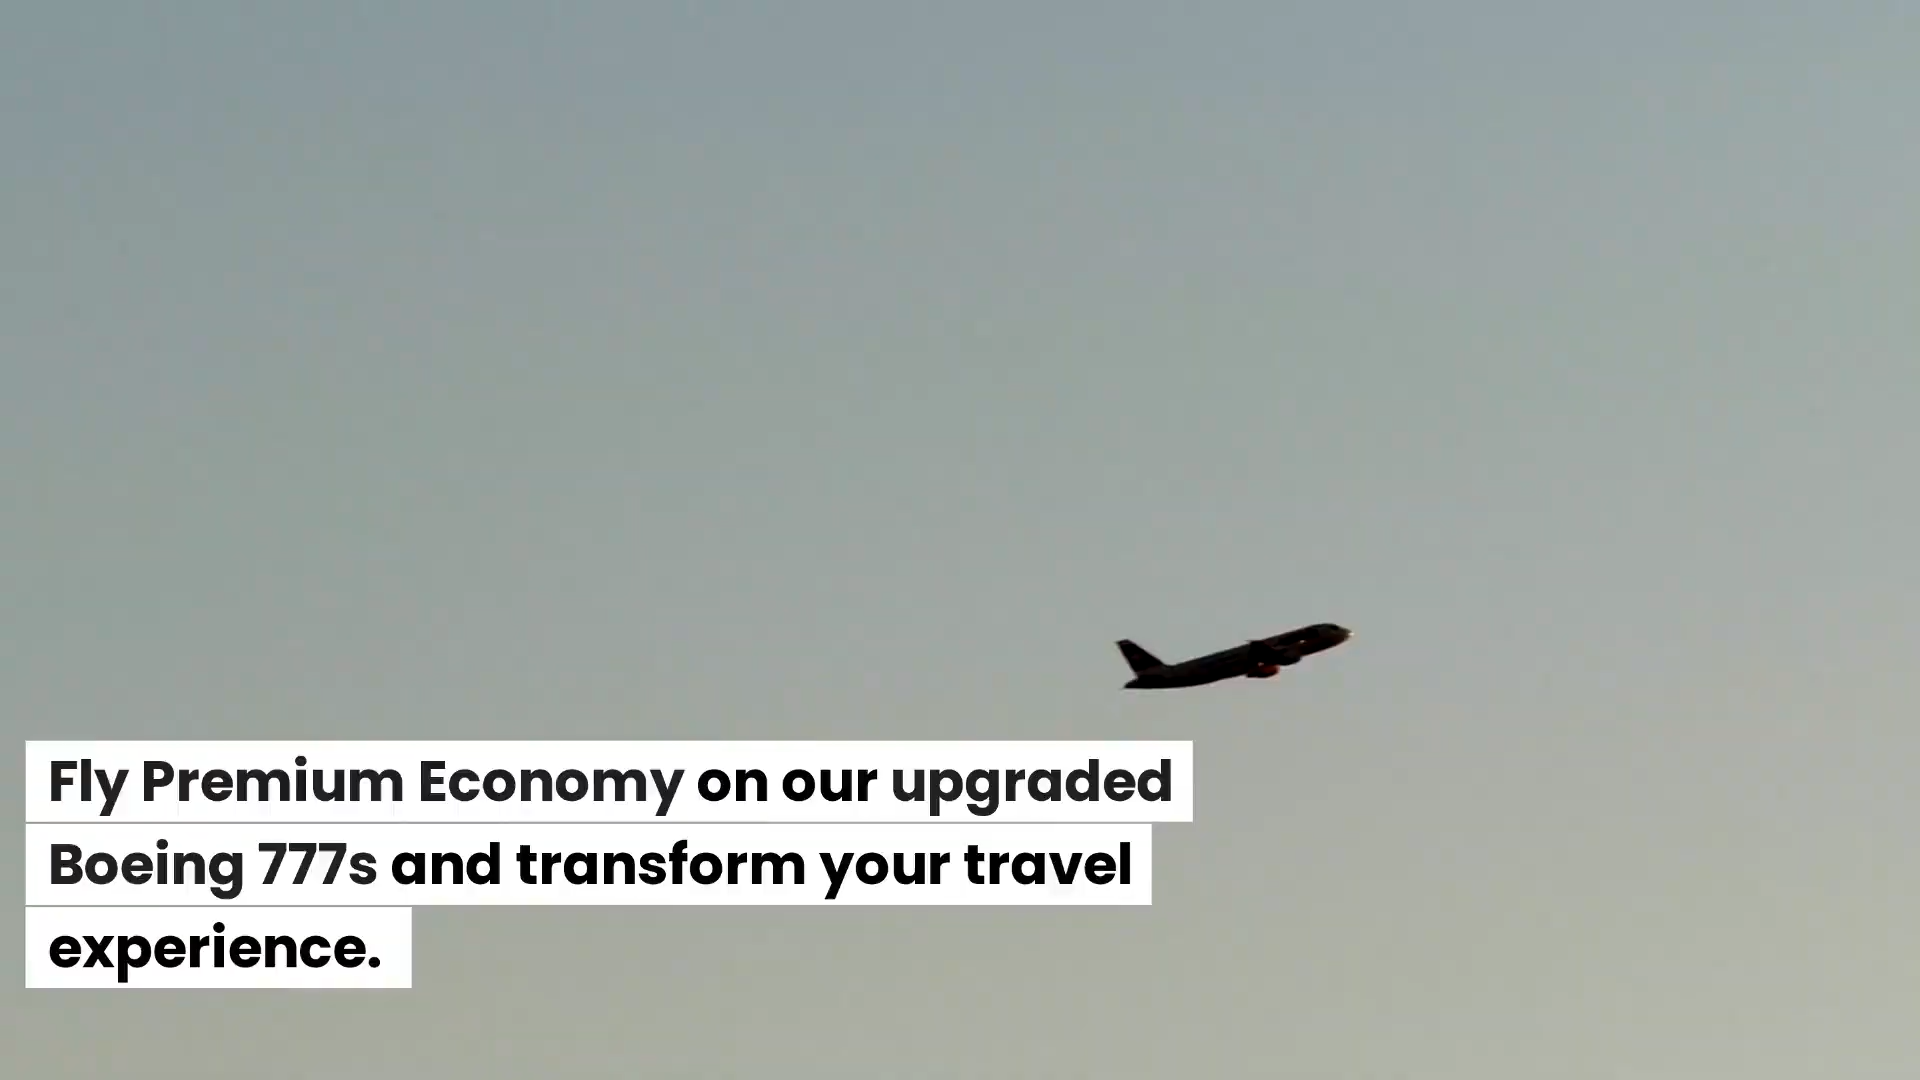 Fly Premium Economy on our upgraded
Boeing 777s and transform your travel
experience.